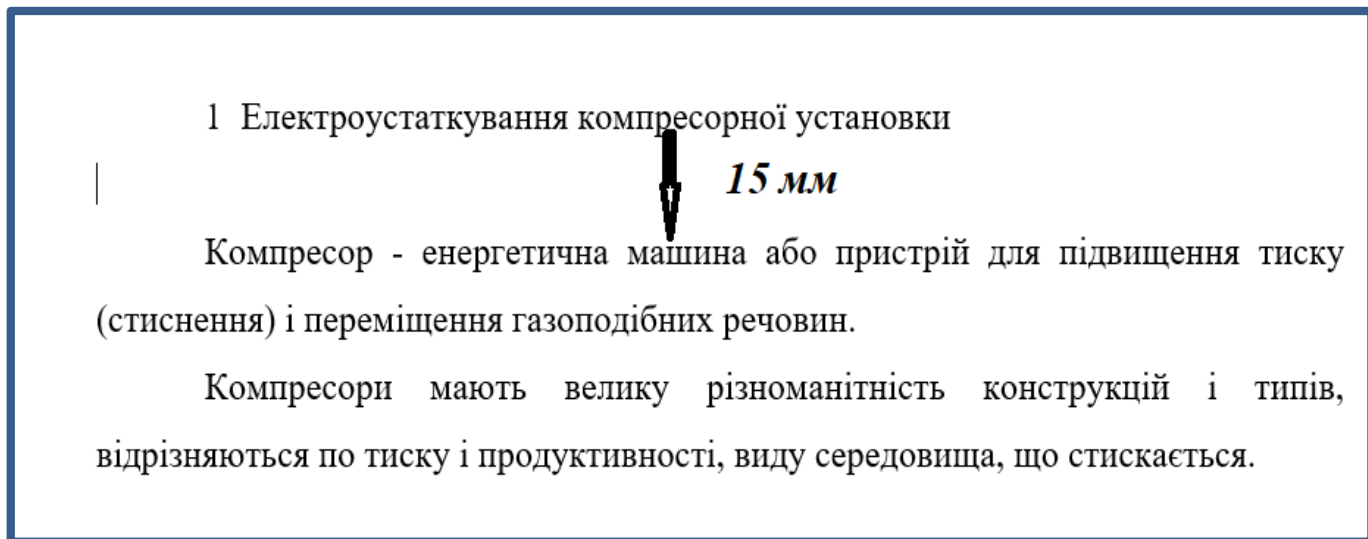 1 Електроустаткування компресорної установки
15 мм
Компресор - енергетична машина або пристрій для підвищення тиску
(стиснення) і переміщення газоподібних речовин.
Компресори мають велику різноманітність конструкцій і типів,
відрізняються по тиску і продуктивності, виду середовища, що стискається.